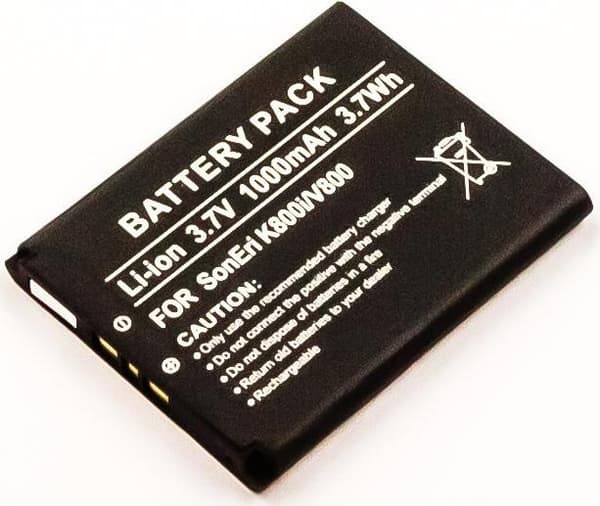 BATTERY PACK
Li-ion 3.7V 1000mAh 3.7Wh
FOR SonEri K800i/V800
CAUTION:
• Only use the recommended battery charger
• Do not connect the positive with the negative terminal
• Do not dispose of batteries in a fire
• Return old batteries to be recycled
• Rechargeable